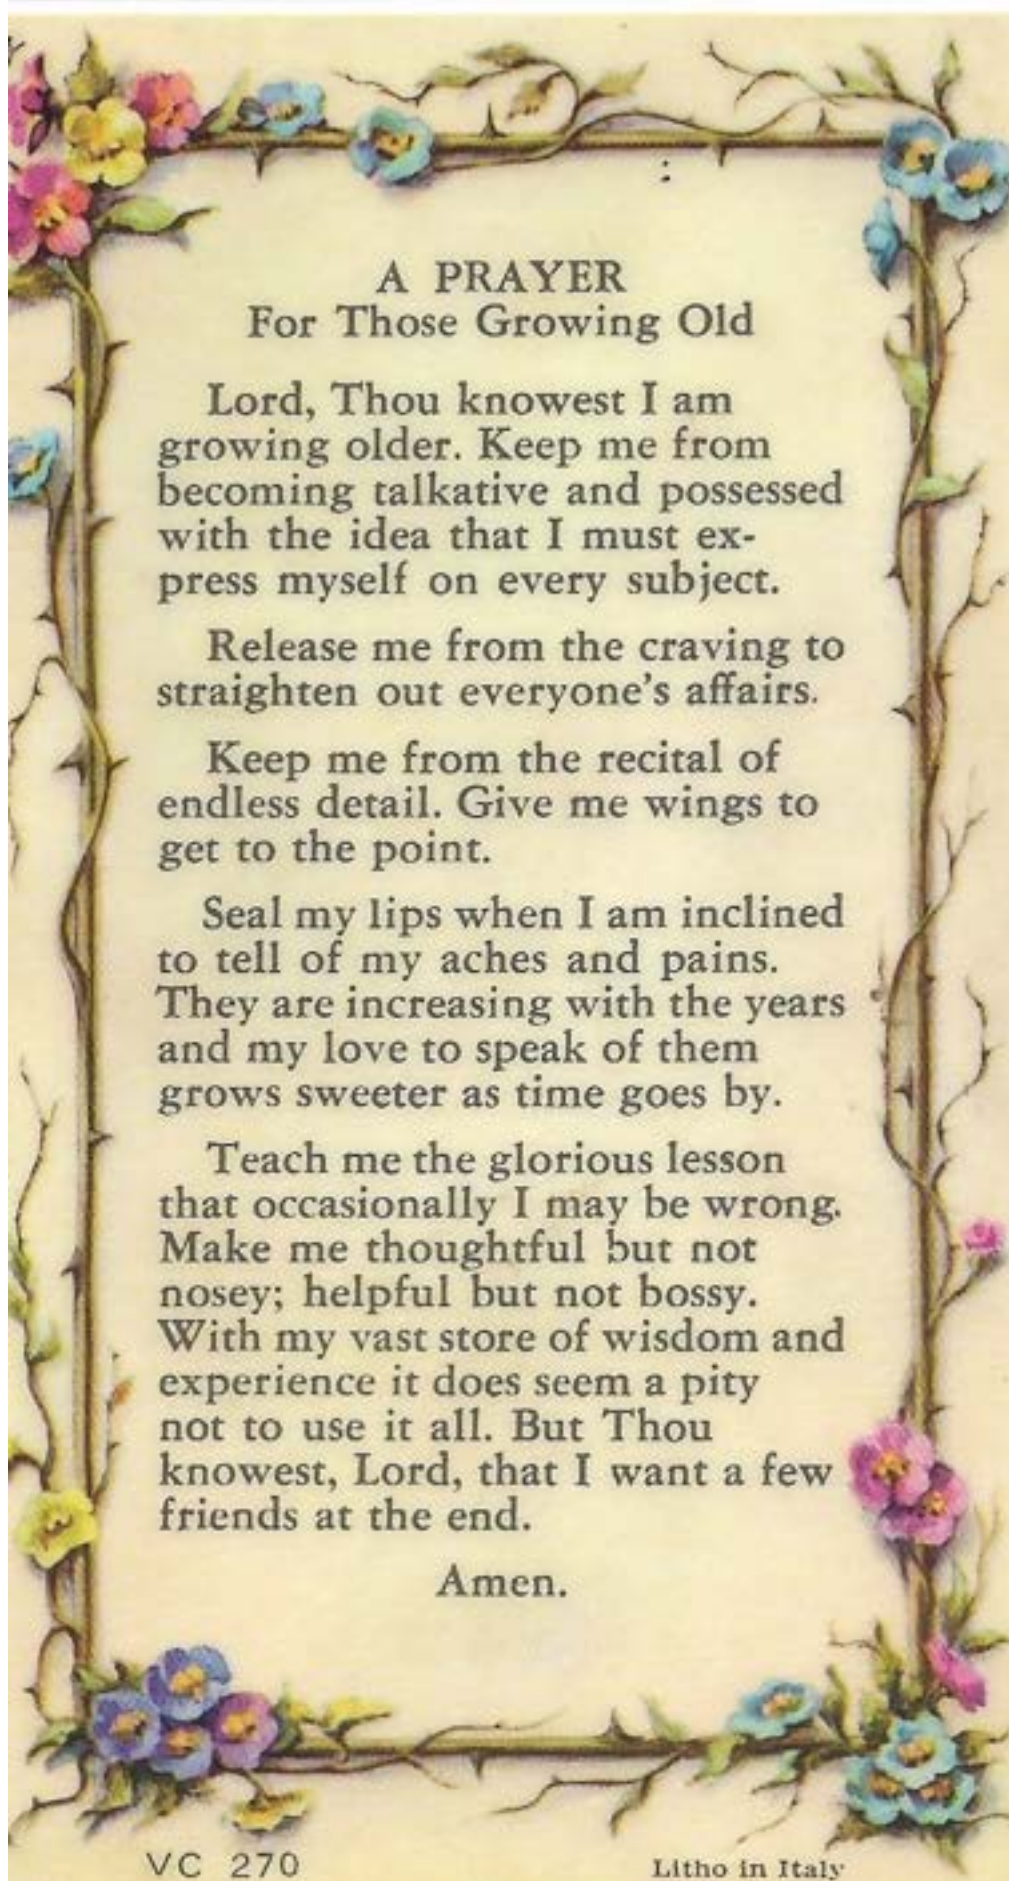 A PRAYER
For Those Growing Old
Lord, Thou knowest I am
growing older. Keep me from
becoming talkative and possessed
with the idea that I must ex-
press myself on every subject.
Release me from the craving to
straighten out everyone's affairs.
Keep me from the recital of
endless detail. Give me wings to
get to the point.
Seal my lips when I am inclined
to tell of my aches and pains.
They are increasing with the years
and my love to speak of them
grows sweeter as time goes by.
Teach me the glorious lesson
that occasionally I may be wrong.
Make me thoughtful but not
nosey; helpful but not bossy.
With my vast store of wisdom and
experience it does seem a pity
not to use it all. But Thou
knowest, Lord, that I want a few
friends at the end.
Amen.
VC 270
Litho in Italy